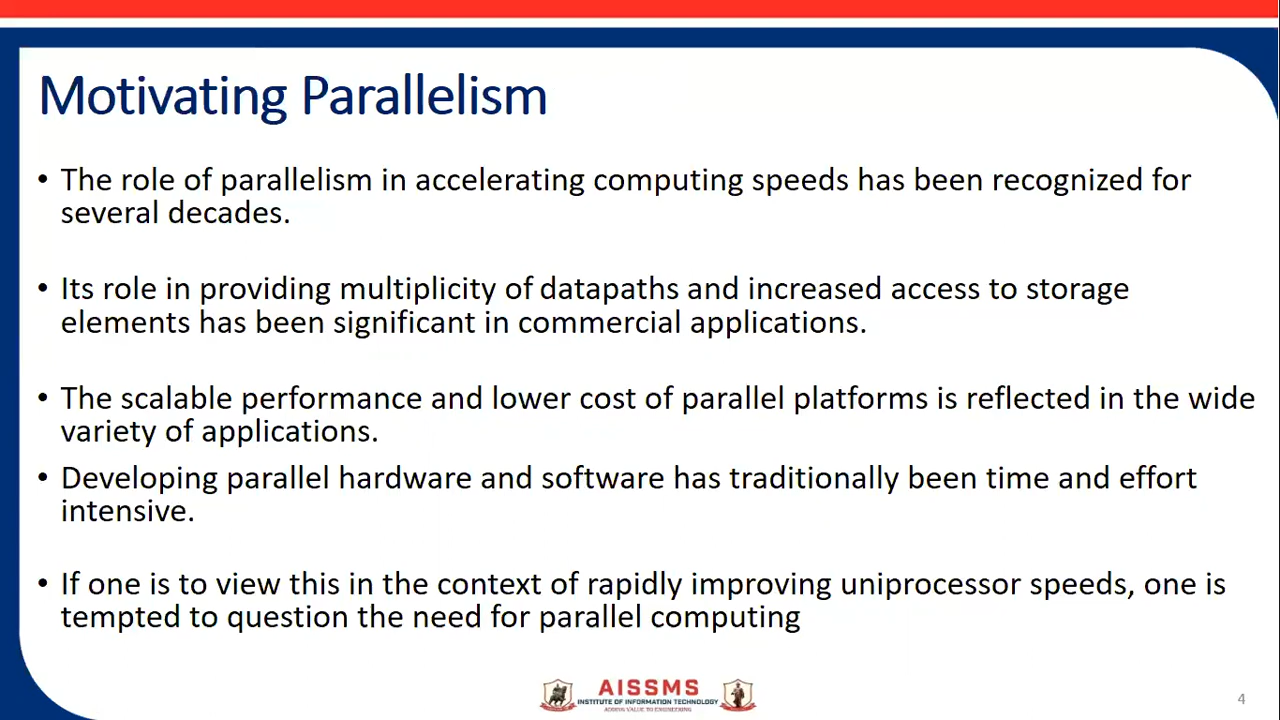 Motivating Parallelism
• The role of parallelism in accelerating computing speeds has been recognized for
several decades.
• Its role in providing multiplicity of datapaths and increased access to storage
elements has been significant in commercial applications.
• The scalable performance and lower cost of parallel platforms is reflected in the wide
variety of applications.
• Developing parallel hardware and software has traditionally been time and effort
intensive.
• If one is to view this in the context of rapidly improving uniprocessor speeds, one is
tempted to question the need for parallel computing
AISSMS
INSTITUTE OF INFORMATION TECHNOLOGY
ADDING VALUE TO ENGINEERING
4